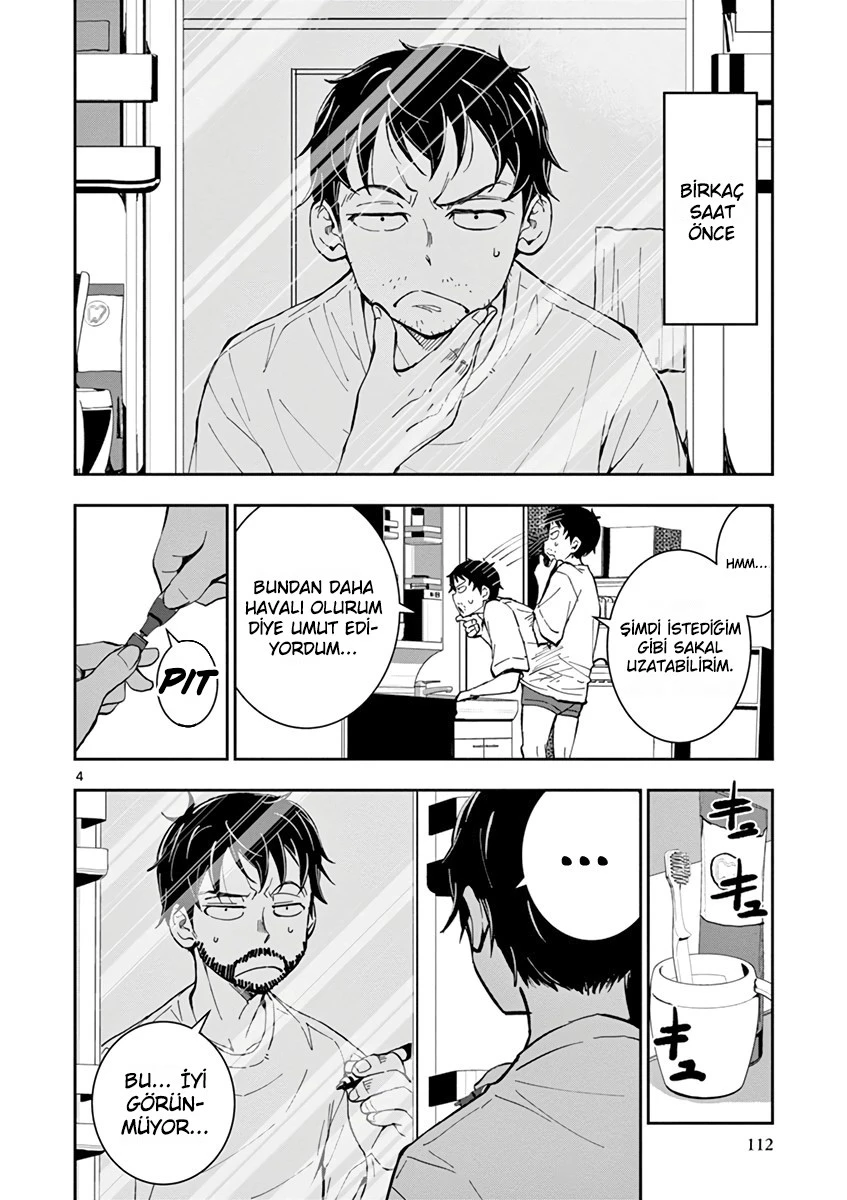 BİRKAÇ
SAAT
ÖNCE
HMM...
ŞİMDİ İSTEDİĞİM
GİBİ SAKAL
UZATABİLİRİM.
BUNDAN DAHA
HAVALI OLURUM
DİYE UMUT EDİ-
YORDUM...
PIT
4
キュ
キュ
キュ
...
BU... İYİ
GÖRÜN-
MÜYOR...
112